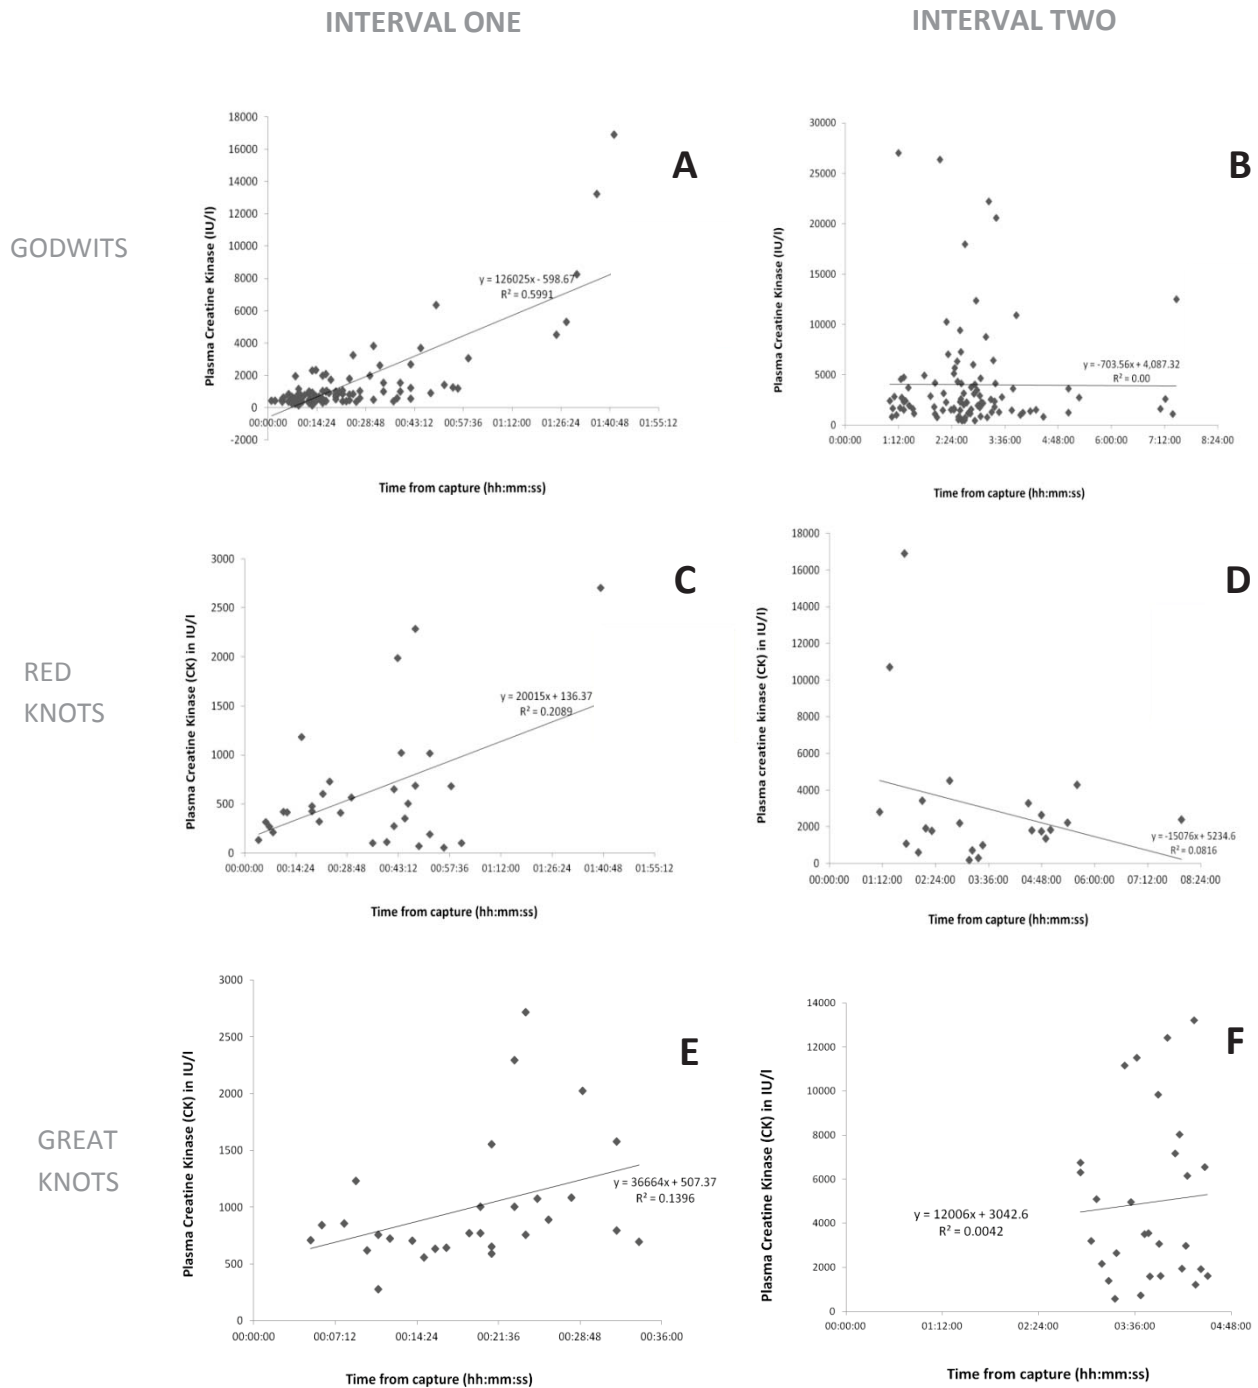 INTERVAL ONE
INTERVAL TWO
GODWITS
A
Plasma Creatine Kinase (IU/l)
18000
16000
14000
12000
10000
8000
6000
4000
2000
0
-2000
y = 126025x - 598.67
R² = 0.5991
00:00:00 00:14:24 00:28:48 00:43:12 00:57:36 01:12:00 01:26:24 01:40:48 01:55:12
Time from capture (hh:mm:ss)
B
Plasma Creatine Kinase (IU/l)
30000
25000
20000
15000
10000
5000
0
y = -703.56x + 4,087.32
R² = 0.00
0:00:00 1:12:00 2:24:00 3:36:00 4:48:00 6:00:00 7:12:00 8:24:00
Time from capture (hh:mm:ss)
RED
KNOTS
C
Plasma Creatine Kinase (CK) in IU/l
3000
2500
2000
1500
1000
500
0
y = 20015x + 136.37
R² = 0.2089
00:00:00 00:14:24 00:28:48 00:43:12 00:57:36 01:12:00 01:26:24 01:40:48 01:55:12
Time from capture (hh:mm:ss)
D
Plasma creatine kinase (CK) in IU/l)
18000
16000
14000
12000
10000
8000
6000
4000
2000
0
y = -15076x + 5234.6
R² = 0.0816
00:00:00 01:12:00 02:24:00 03:36:00 04:48:00 06:00:00 07:12:00 08:24:00
Time from capture (hh:mm:ss)
GREAT
KNOTS
E
Plasma Creatine Kinase (CK) in IU/l
3000
2500
2000
1500
1000
500
0
y = 36664x + 507.37
R² = 0.1396
00:00:00 00:07:12 00:14:24 00:21:36 00:28:48 00:36:00
Time from capture (hh:mm:ss)
F
Plasma Creatine Kinase (CK) in IU/l
14000
12000
10000
8000
6000
4000
2000
0
y = 12006x + 3042.6
R² = 0.0042
00:00:00 01:12:00 02:24:00 03:36:00 04:48:00
Time from capture (hh:mm:ss)